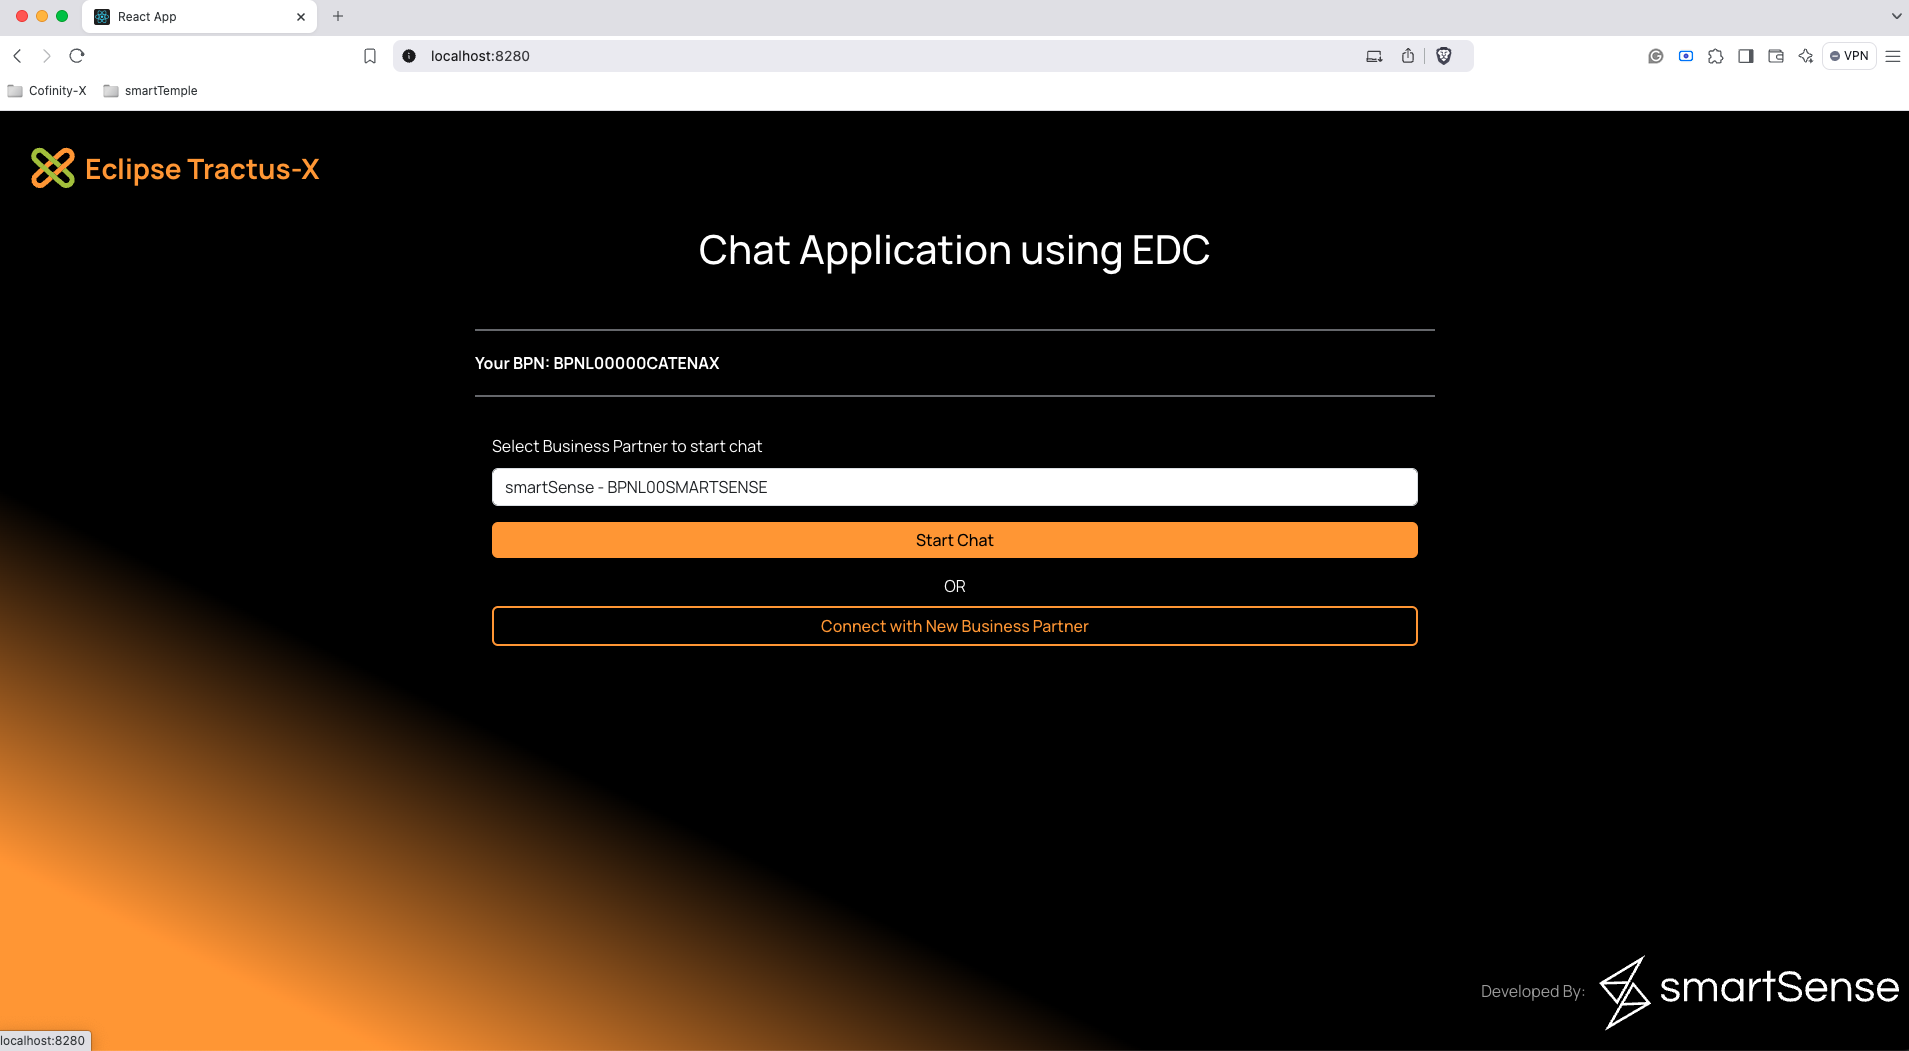 React App
localhost:8280
VPN
Cofinity-X smartTemple
Eclipse Tractus-X
Chat Application using EDC
Your BPN: BPNL00000CATENAX
Select Business Partner to start chat
smartSense - BPNL00SMARTSENSE
Start Chat
OR
Connect with New Business Partner
Developed By: smartSense
localhost:8280